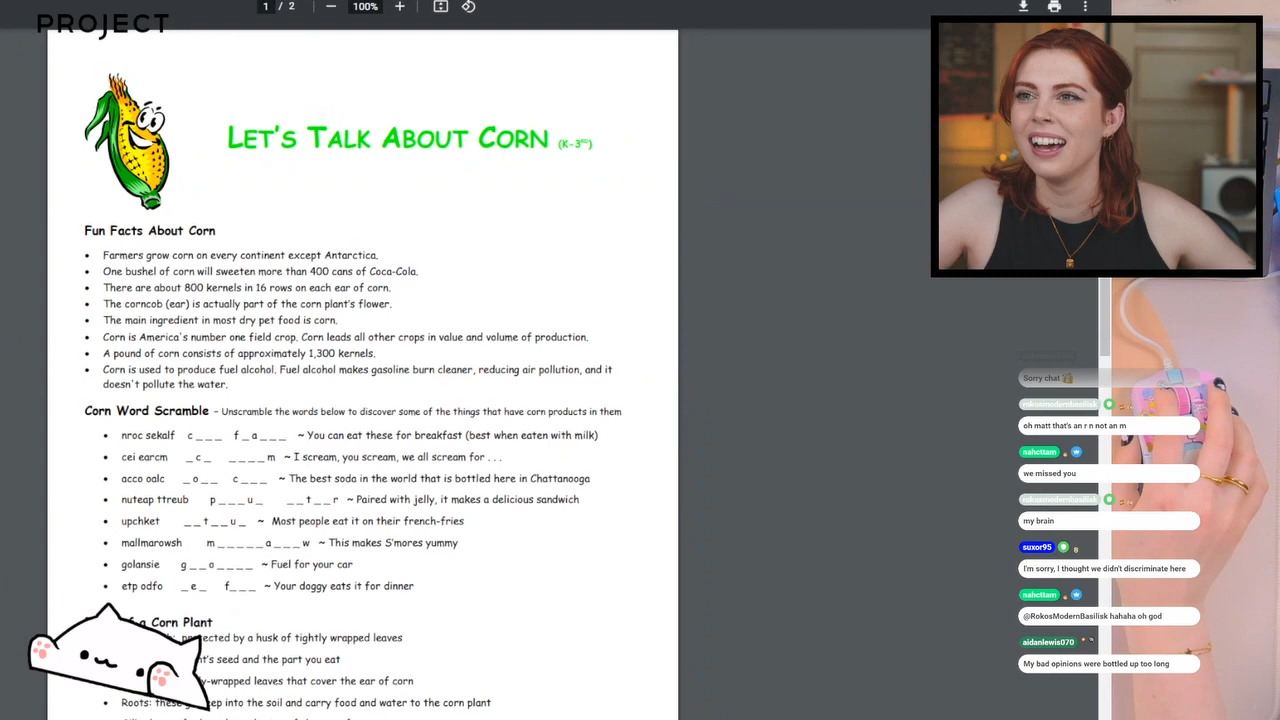 1 / 2
100%
PROJECT
LET'S TALK ABOUT CORN (K-3RD)
Fun Facts About Corn
• Farmers grow corn on every continent except Antarctica.
• One bushel of corn will sweeten more than 400 cans of Coca-Cola.
• There are about 800 kernels in 16 rows on each ear of corn.
• The corncob (ear) is actually part of the corn plant's flower.
• The main ingredient in most dry pet food is corn.
• Corn is America's number one field crop. Corn leads all other crops in value and volume of production.
• A pound of corn consists of approximately 1,300 kernels.
• Corn is used to produce fuel alcohol. Fuel alcohol makes gasoline burn cleaner, reducing air pollution, and it
doesn't pollute the water.
Corn Word Scramble – Unscramble the words below to discover some of the things that have corn products in them
• nroc sekalf c _ _ _ f _ a _ _ _ ~ You can eat these for breakfast (best when eaten with milk)
• cei earcm _ c _ _ _ _ _ m ~ I scream, you scream, we all scream for . . .
• acco oalc _ o _ _ c _ _ _ ~ The best soda in the world that is bottled here in Chattanooga
• nuteap ttreub p _ _ _ u _ _ _ t _ _ r ~ Paired with jelly, it makes a delicious sandwich
• upchket _ _ t _ _ u _ ~ Most people eat it on their french-fries
• mallmarowsh m _ _ _ _ _ a _ _ _ w ~ This makes S'mores yummy
• golansie g _ _ o _ _ _ _ ~ Fuel for your car
• etp odfo _ e _ f _ _ _ ~ Your doggy eats it for dinner
f a Corn Plant
cted by a husk of tightly wrapped leaves
nt's seed and the part you eat
y-wrapped leaves that cover the ear of corn
• Roots: these g eep into the soil and carry food and water to the corn plant
Sorry chat
rokosmodernbasilisk
oh matt that's an r n not an m
nahcttam
we missed you
rokosmodernbasilisk
my brain
suxor95
I'm sorry, I thought we didn't discriminate here
nahcttam
@RokosModernBasilisk hahaha oh god
aidanlewis070
My bad opinions were bottled up too long